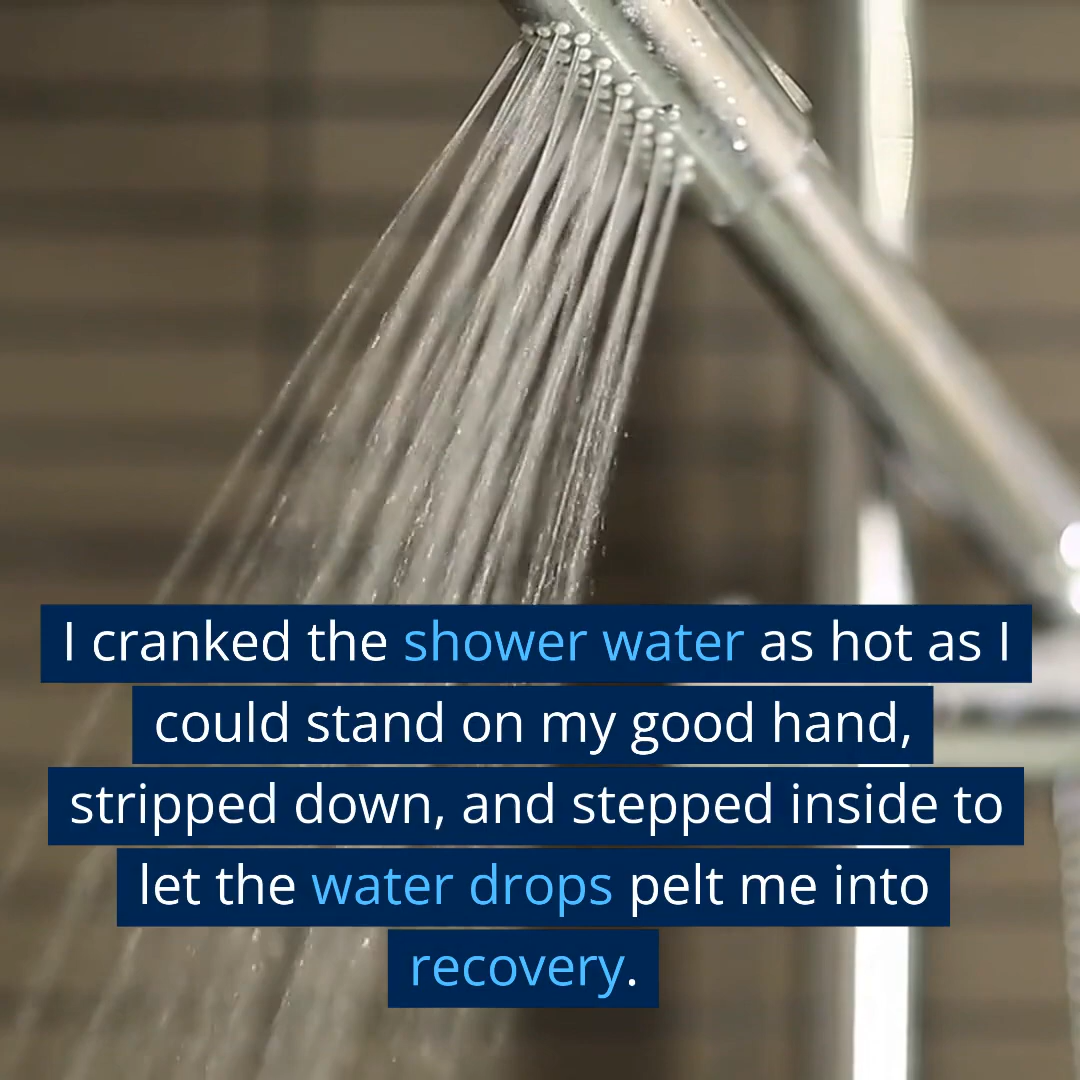 I cranked the shower water as hot as I
could stand on my good hand,
stripped down, and stepped inside to
let the water drops pelt me into
recovery.